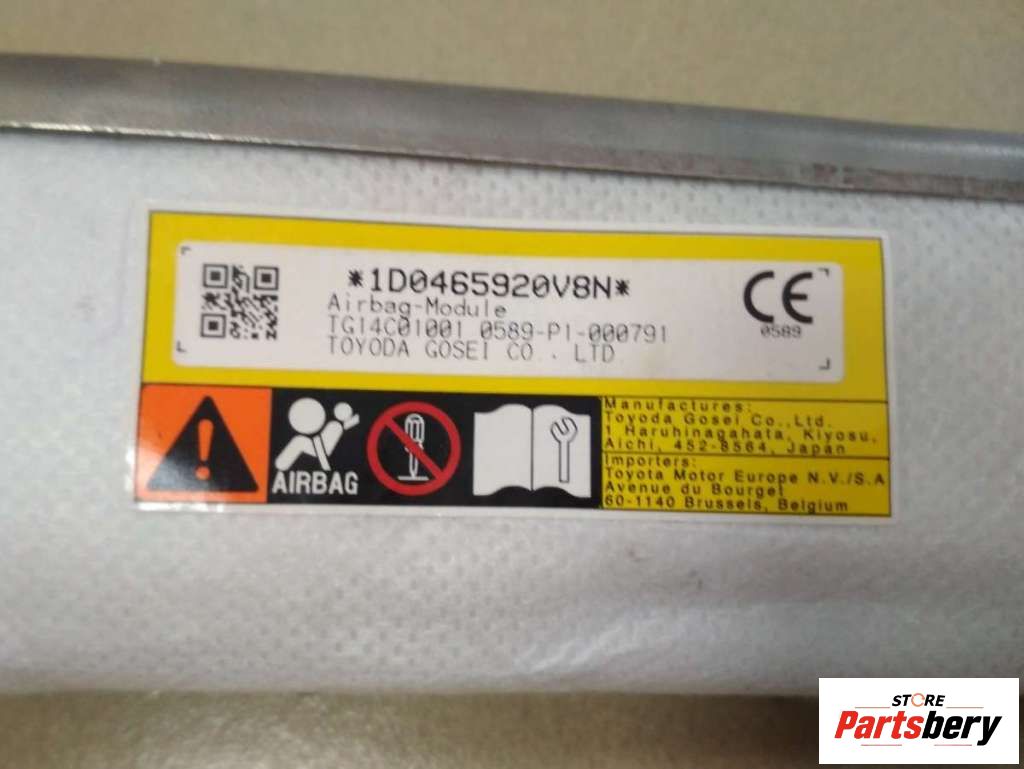 *1D0465920V8N*
Airbag-Module
TG14C01001 0589-P1-000791
TOYODA GOSEI CO., LTD.
CE
0589
AIRBAG
Manufactures:
Toyoda Gosei Co.,Ltd.
1 Haruhinagahata, Kiyosu,
Aichi, 452-8564, Japan
Importers:
Toyota Motor Europe N.V./S.A
Avenue du Bourget
60-1140 Brussels, Belgium
STORE
Partsbery